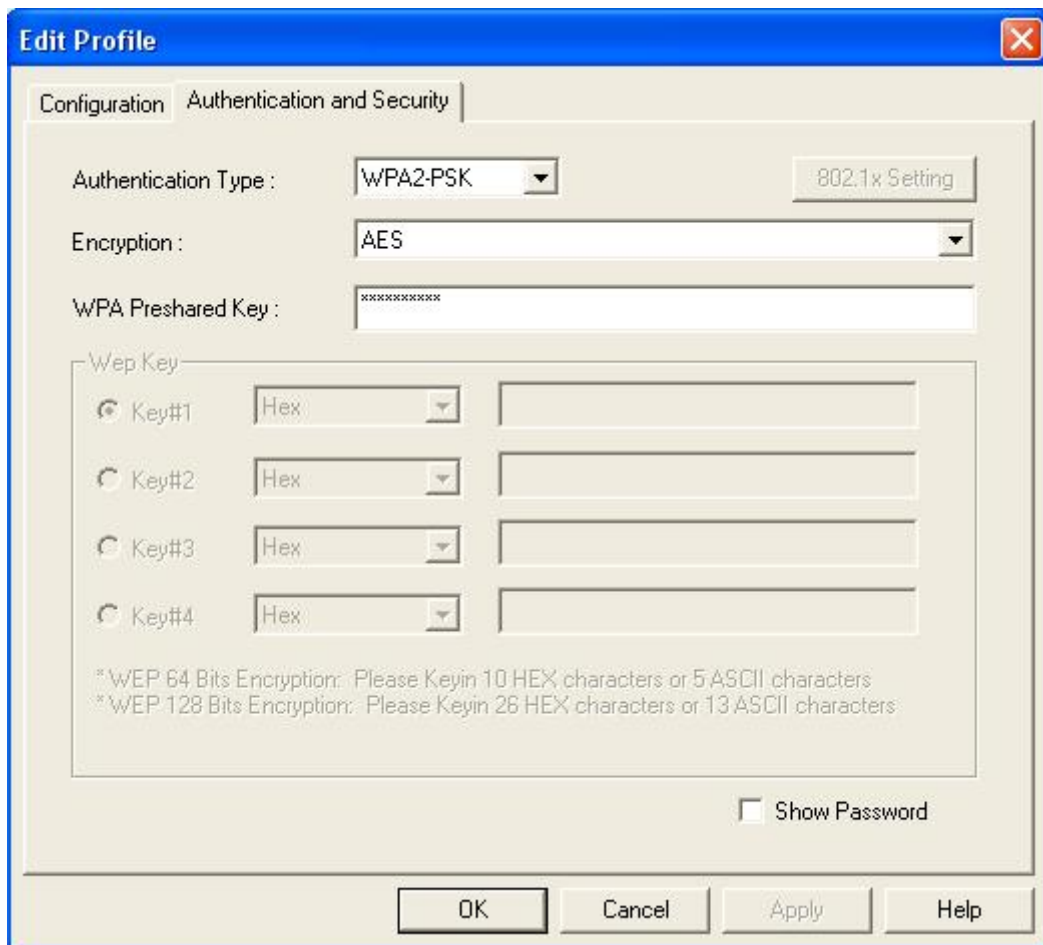 Edit Profile
Configuration
Authentication and Security
Authentication Type :
WPA2-PSK
802.1x Setting
Encryption :
AES
WPA Preshared Key :
**********
Wep Key
Key#1
Hex
Key#2
Hex
Key#3
Hex
Key#4
Hex
* WEP 64 Bits Encryption: Please Keyin 10 HEX characters or 5 ASCII characters
* WEP 128 Bits Encryption: Please Keyin 26 HEX characters or 13 ASCII characters
Show Password
OK
Cancel
Apply
Help